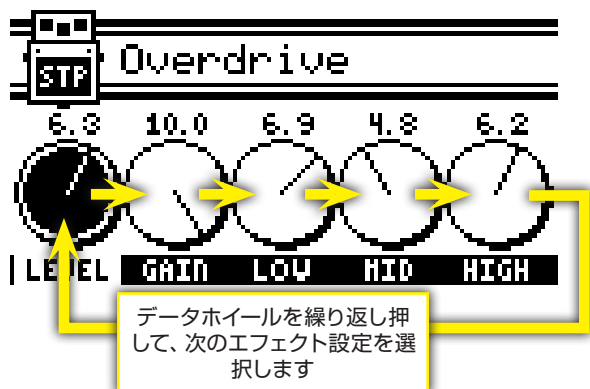 STP
Overdrive
6.3 10.0 6.9 4.8 6.2
LEVEL GAIN LOW MID HIGH
データホイールを繰り返し押
して、次のエフェクト設定を選
択します